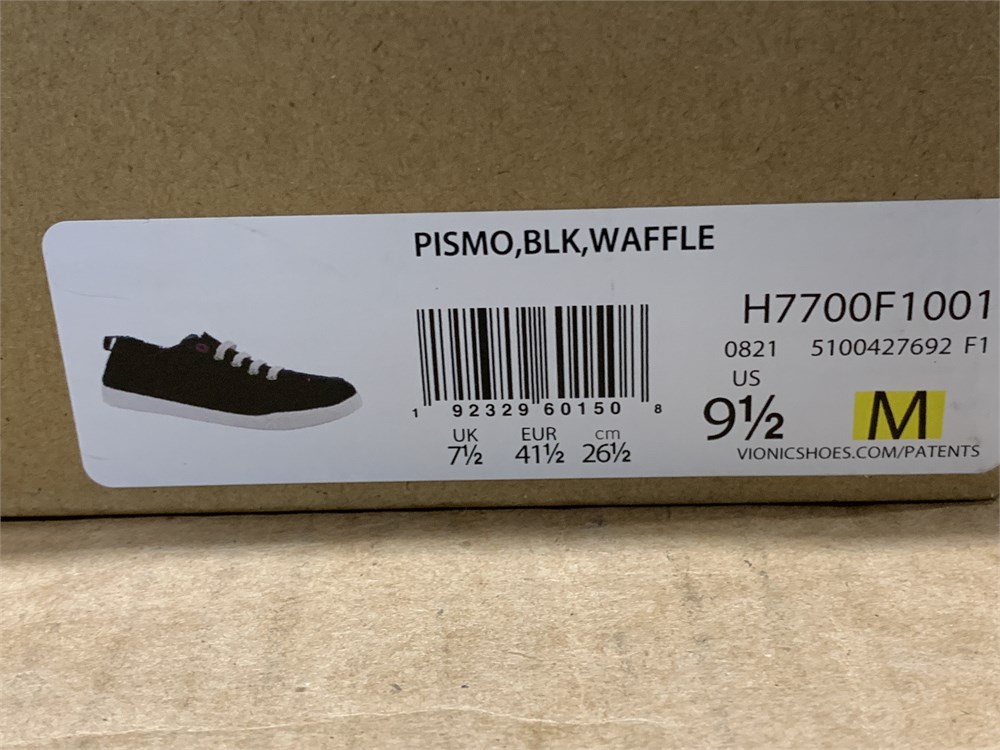 PISMO,BLK,WAFFLE
H7700F1001
0821 5100427692 F1
1 92329 60150 8
US
9½ M
UK EUR cm
7½ 41½ 26½
VIONICSHOES.COM/PATENTS